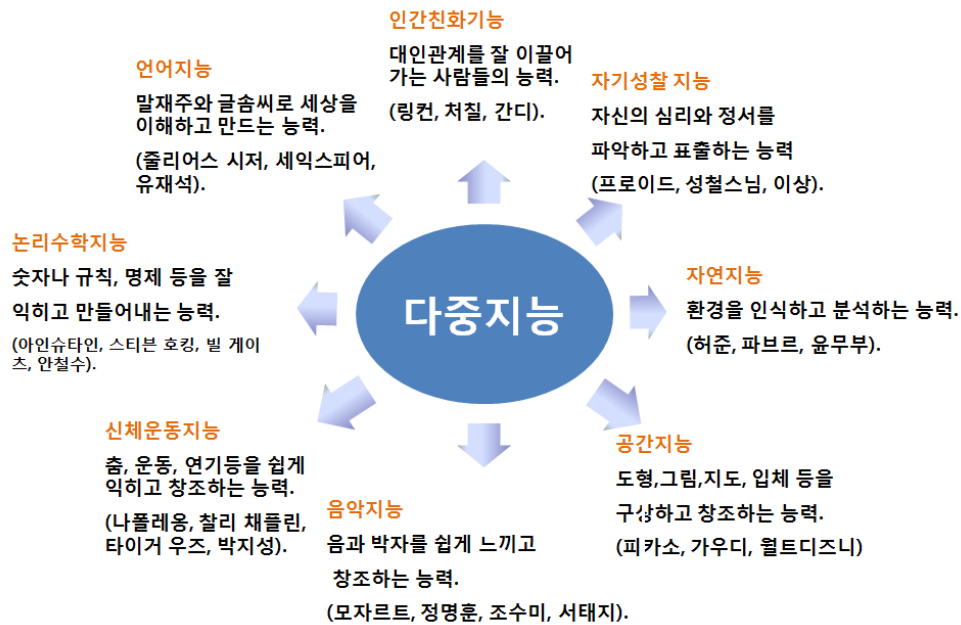 인간친화기능
대인관계를 잘 이끌어
가는 사람들의 능력.
(링컨, 처칠, 간디).
자기성찰 지능
자신의 심리와 정서를
파악하고 표출하는 능력
(프로이드, 성철스님, 이상).
자연지능
환경을 인식하고 분석하는 능력.
(허준, 파브르, 윤무부).
공간지능
도형,그림,지도, 입체 등을
구상하고 창조하는 능력.
(피카소, 가우디, 월트디즈니)
음악지능
음과 박자를 쉽게 느끼고
창조하는 능력.
(모자르트, 정명훈, 조수미, 서태지).
신체운동지능
춤, 운동, 연기등을 쉽게
익히고 창조하는 능력.
(나폴레옹, 찰리 채플린,
타이거 우즈, 박지성).
논리수학지능
숫자나 규칙, 명제 등을 잘
익히고 만들어내는 능력.
(아인슈타인, 스티븐 호킹, 빌 게이
츠, 안철수).
언어지능
말재주와 글솜씨로 세상을
이해하고 만드는 능력.
(줄리어스 시저, 세익스피어,
유재석).
다중지능